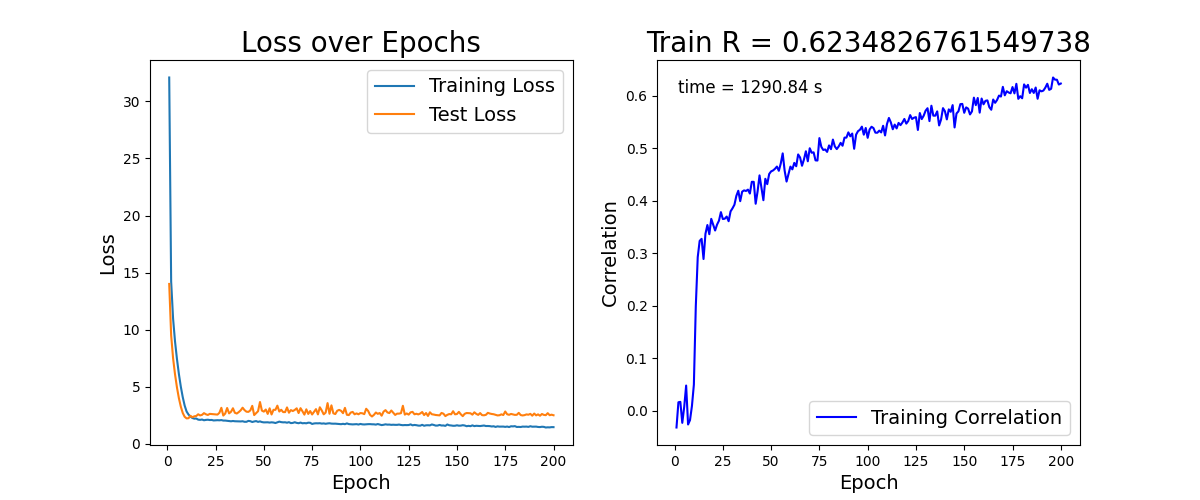 Loss over Epochs
Training Loss
Test Loss
30
25
20
15
10
5
0
Loss
0 25 50 75 100 125 150 175 200
Epoch
Train R = 0.6234826761549738
time = 1290.84 s
0.6
0.5
0.4
0.3
0.2
0.1
0.0
Correlation
Training Correlation
0 25 50 75 100 125 150 175 200
Epoch